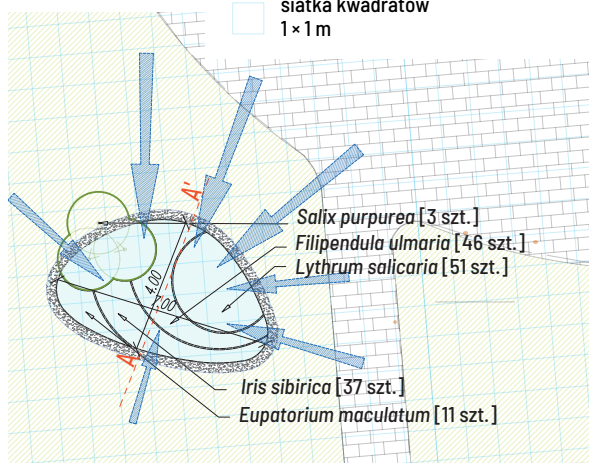 siatka kwadratów
1 × 1 m
A'
Salix purpurea [3 szt.]
Filipendula ulmaria [46 szt.]
Lythrum salicaria [51 szt.]
4.00
A
Iris sibirica [37 szt.]
Eupatorium maculatum [11 szt.]